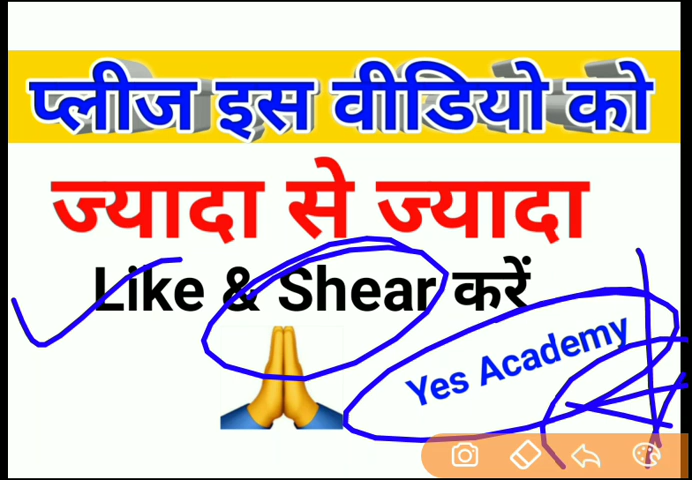 प्लीज इस वीडियो को
ज्यादा से ज्यादा
Like & Shear करें
Yes Academy